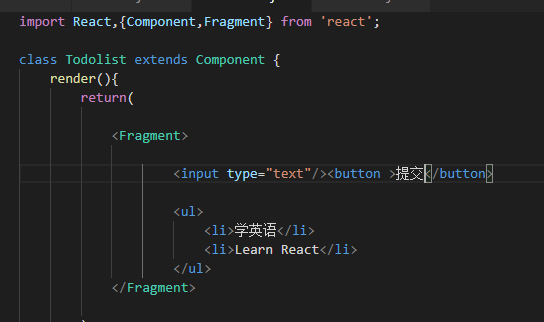 import React,{Component,Fragment} from 'react';
class Todolist extends Component {
render(){
return(
<Fragment>
<input type="text"/><button >提交</button>
<ul>
<li>学英语</li>
<li>Learn React</li>
</ul>
</Fragment>